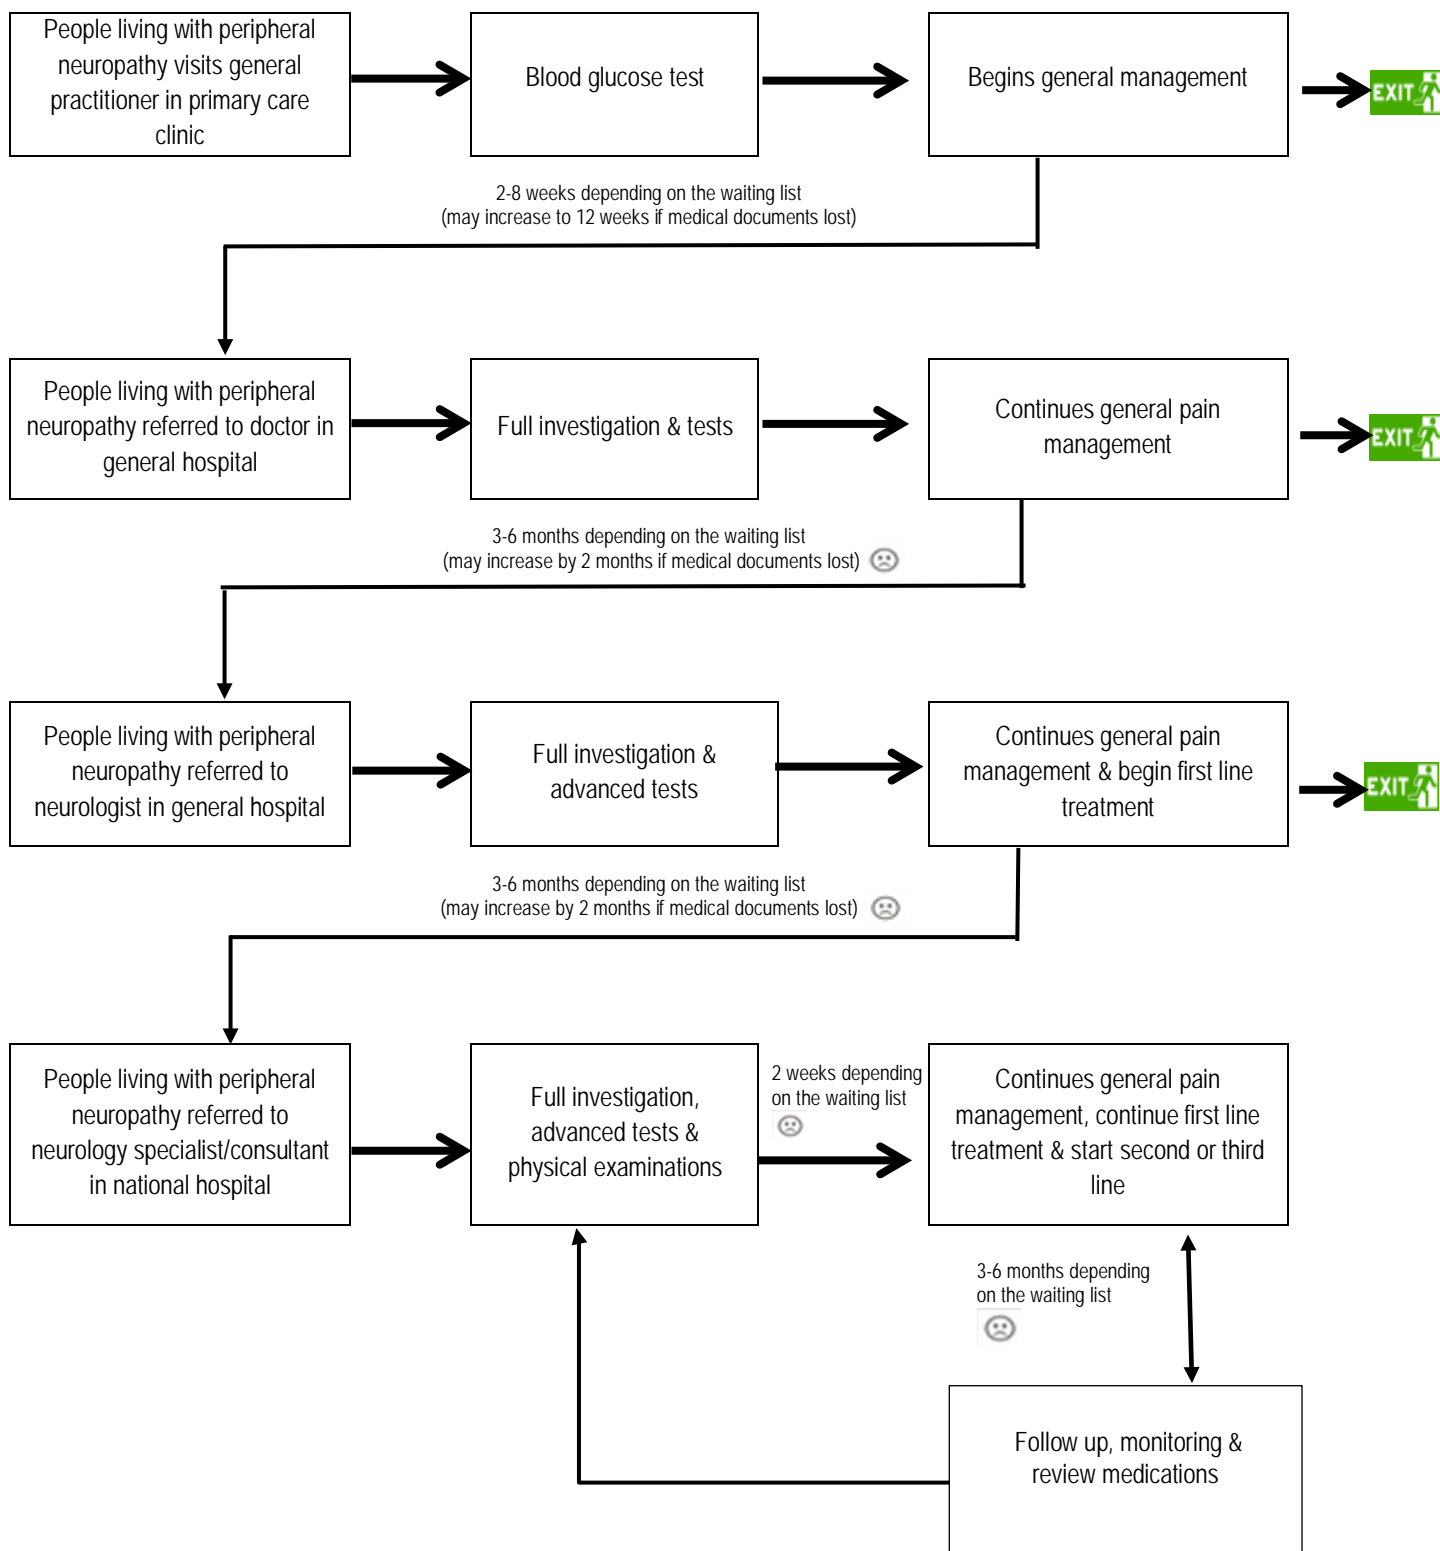 People living with peripheral
neuropathy visits general
practitioner in primary care
clinic
Blood glucose test
Begins general management
EXIT
2-8 weeks depending on the waiting list
(may increase to 12 weeks if medical documents lost)
People living with peripheral
neuropathy referred to doctor in
general hospital
Full investigation & tests
Continues general pain
management
EXIT
3-6 months depending on the waiting list
(may increase by 2 months if medical documents lost)
People living with peripheral
neuropathy referred to
neurologist in general hospital
Full investigation &
advanced tests
Continues general pain
management & begin first line
treatment
EXIT
3-6 months depending on the waiting list
(may increase by 2 months if medical documents lost)
People living with peripheral
neuropathy referred to
neurology specialist/consultant
in national hospital
Full investigation,
advanced tests &
physical examinations
2 weeks depending
on the waiting list
Continues general pain
management, continue first line
treatment & start second or third
line
3-6 months depending
on the waiting list
Follow up, monitoring &
review medications